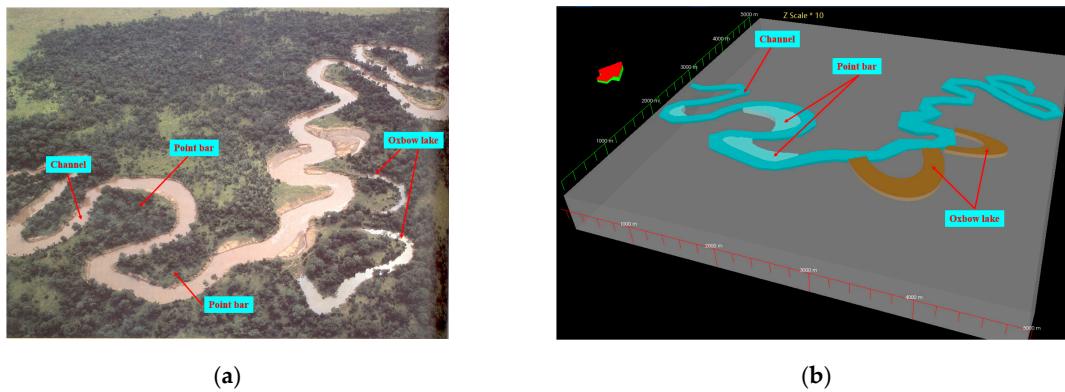 Point bar
Channel
Oxbow lake
Point bar
Z Scale * 10
5000 m
Channel
4000 m
Point bar
3000 m
2000 m
1000 m
Oxbow lake
1000 m
2000 m
3000 m
4000 m
5000 m
(a)
(b)